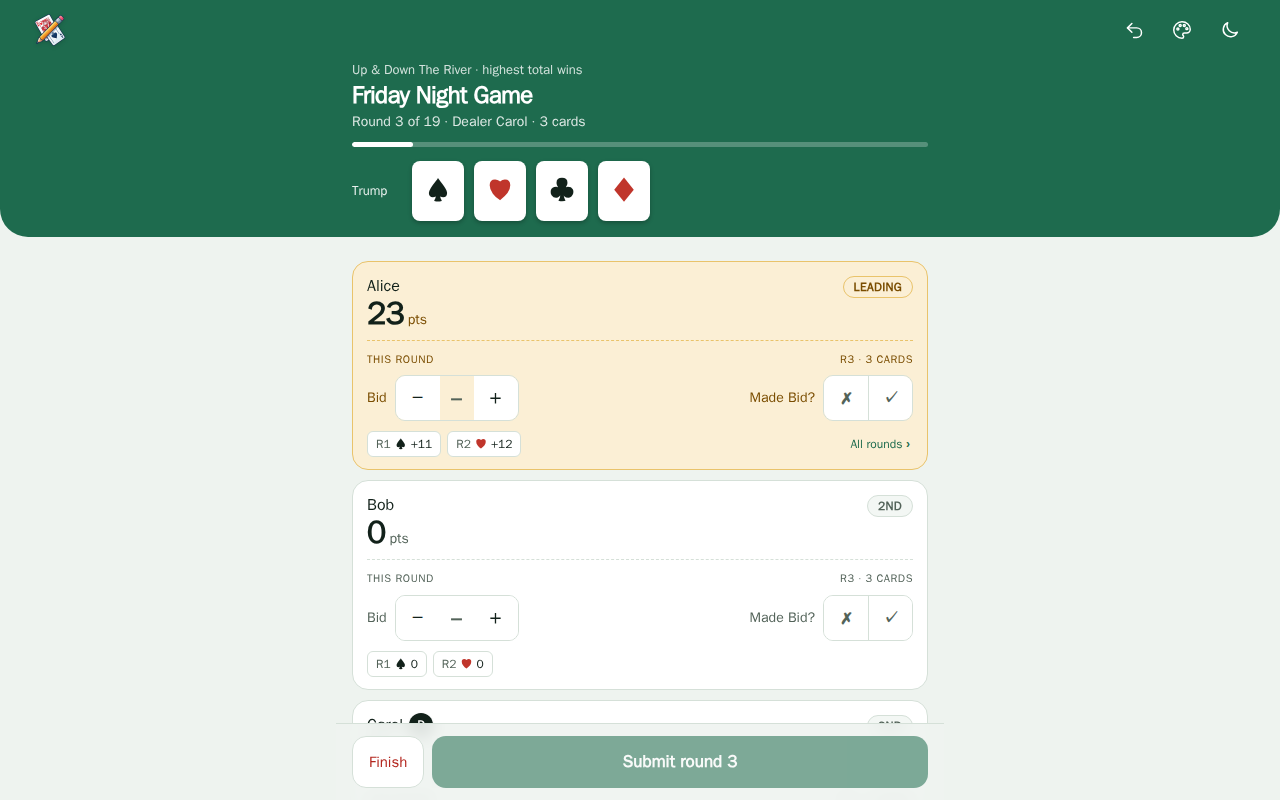 Up & Down The River · highest total wins
Friday Night Game
Round 3 of 19 · Dealer Carol · 3 cards
Trump
Alice
LEADING
23 pts
THIS ROUND
R3 · 3 CARDS
Bid − – +
Made Bid? ✗ ✓
R1 ♠ +11
R2 ♥ +12
All rounds ›
Bob
2ND
0 pts
THIS ROUND
R3 · 3 CARDS
Bid − – +
Made Bid? ✗ ✓
R1 ♠ 0
R2 ♥ 0
Carol
Finish
Submit round 3